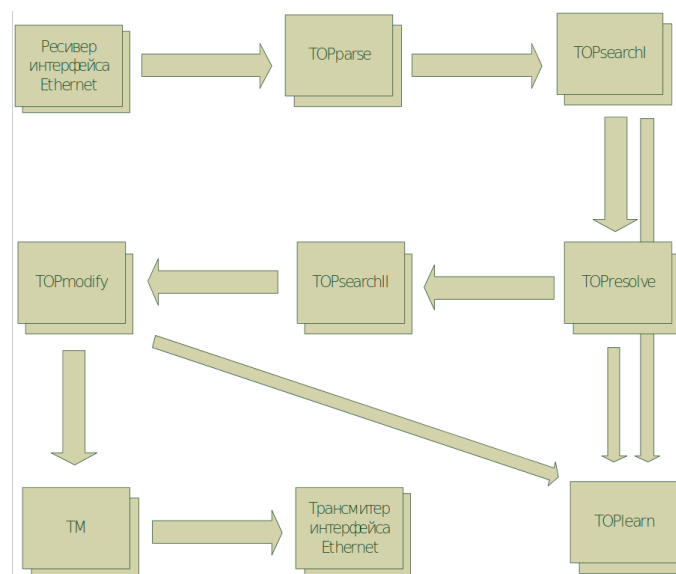 Ресивер
интерфейса
Ethernet
TOPparse
TOPsearchI
TOPmodify
TOPsearchII
TOPresolve
TM
Трансмитер
интерфейса
Ethernet
TOPlearn